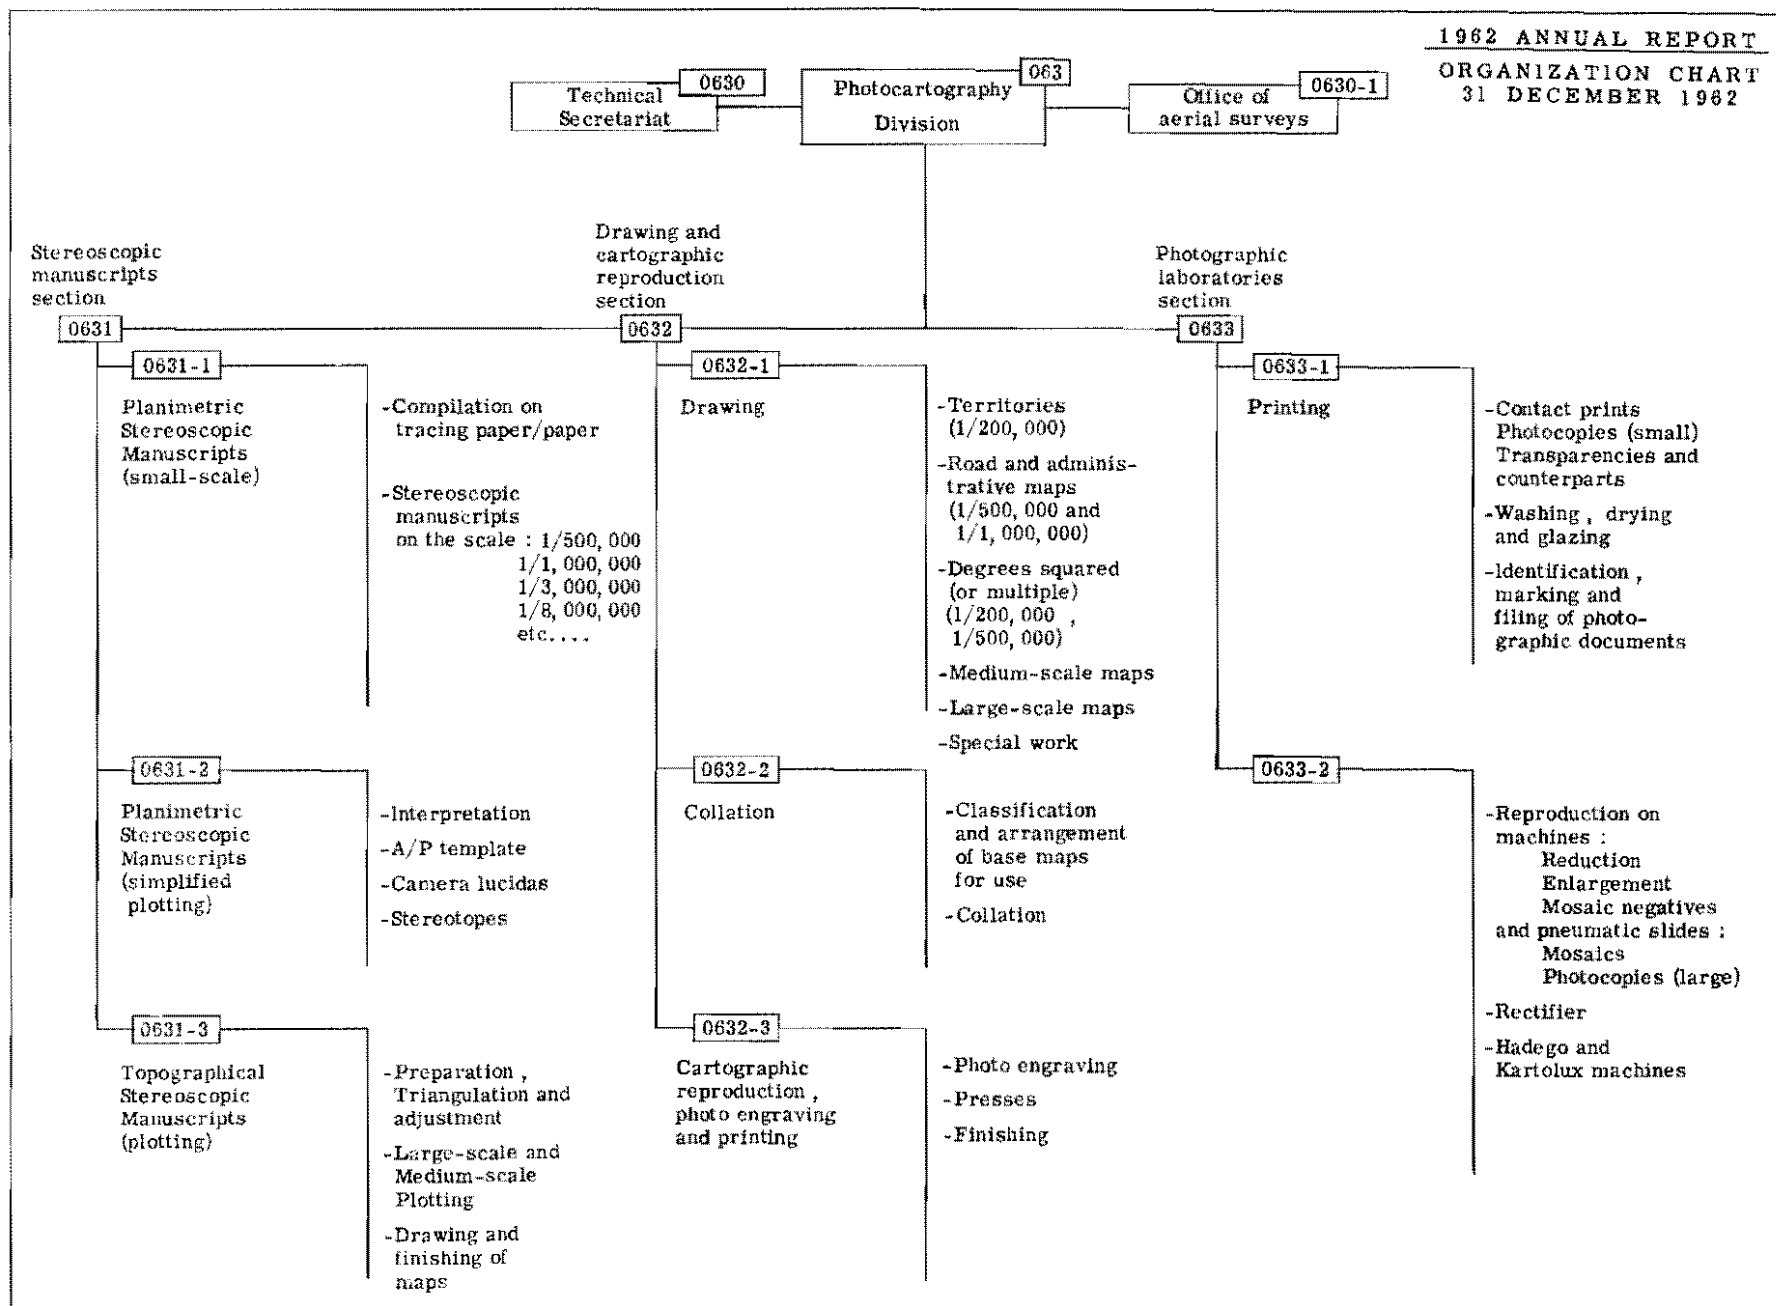 1962 ANNUAL REPORT
ORGANIZATION CHART
31 DECEMBER 1962
0630
Technical
Secretariat
063
Photocartography
Division
0630-1
Office of
aerial surveys
Stereoscopic
manuscripts
section
0631
0631-1
Planimetric
Stereoscopic
Manuscripts
(small-scale)
-Compilation on
tracing paper/paper
-Stereoscopic
manuscripts
on the scale : 1/500, 000
1/1, 000, 000
1/3, 000, 000
1/8, 000, 000
etc....
0631-2
Planimetric
Stereoscopic
Manuscripts
(simplified
plotting)
-Interpretation
-A/P template
-Camera lucidas
-Stereotopes
0631-3
Topographical
Stereoscopic
Manuscripts
(plotting)
-Preparation ,
Triangulation and
adjustment
-Large-scale and
Medium-scale
Plotting
-Drawing and
finishing of
maps
Drawing and
cartographic
reproduction
section
0632
0632-1
Drawing
-Territories
(1/200, 000)
-Road and adminis-
trative maps
(1/500, 000 and
1/1, 000, 000)
-Degrees squared
(or multiple)
(1/200, 000 ,
1/500, 000)
-Medium-scale maps
-Large-scale maps
-Special work
0632-2
Collation
-Classification
and arrangement
of base maps
for use
-Collation
0632-3
Cartographic
reproduction ,
photo engraving
and printing
-Photo engraving
-Presses
-Finishing
Photographic
laboratories
section
0633
0633-1
Printing
-Contact prints
Photocopies (small)
Transparencies and
counterparts
-Washing , drying
and glazing
-Identification ,
marking and
filing of photo-
graphic documents
0633-2
-Reproduction on
machines :
Reduction
Enlargement
Mosaic negatives
and pneumatic slides :
Mosaics
Photocopies (large)
-Rectifier
-Hadego and
Kartolux machines